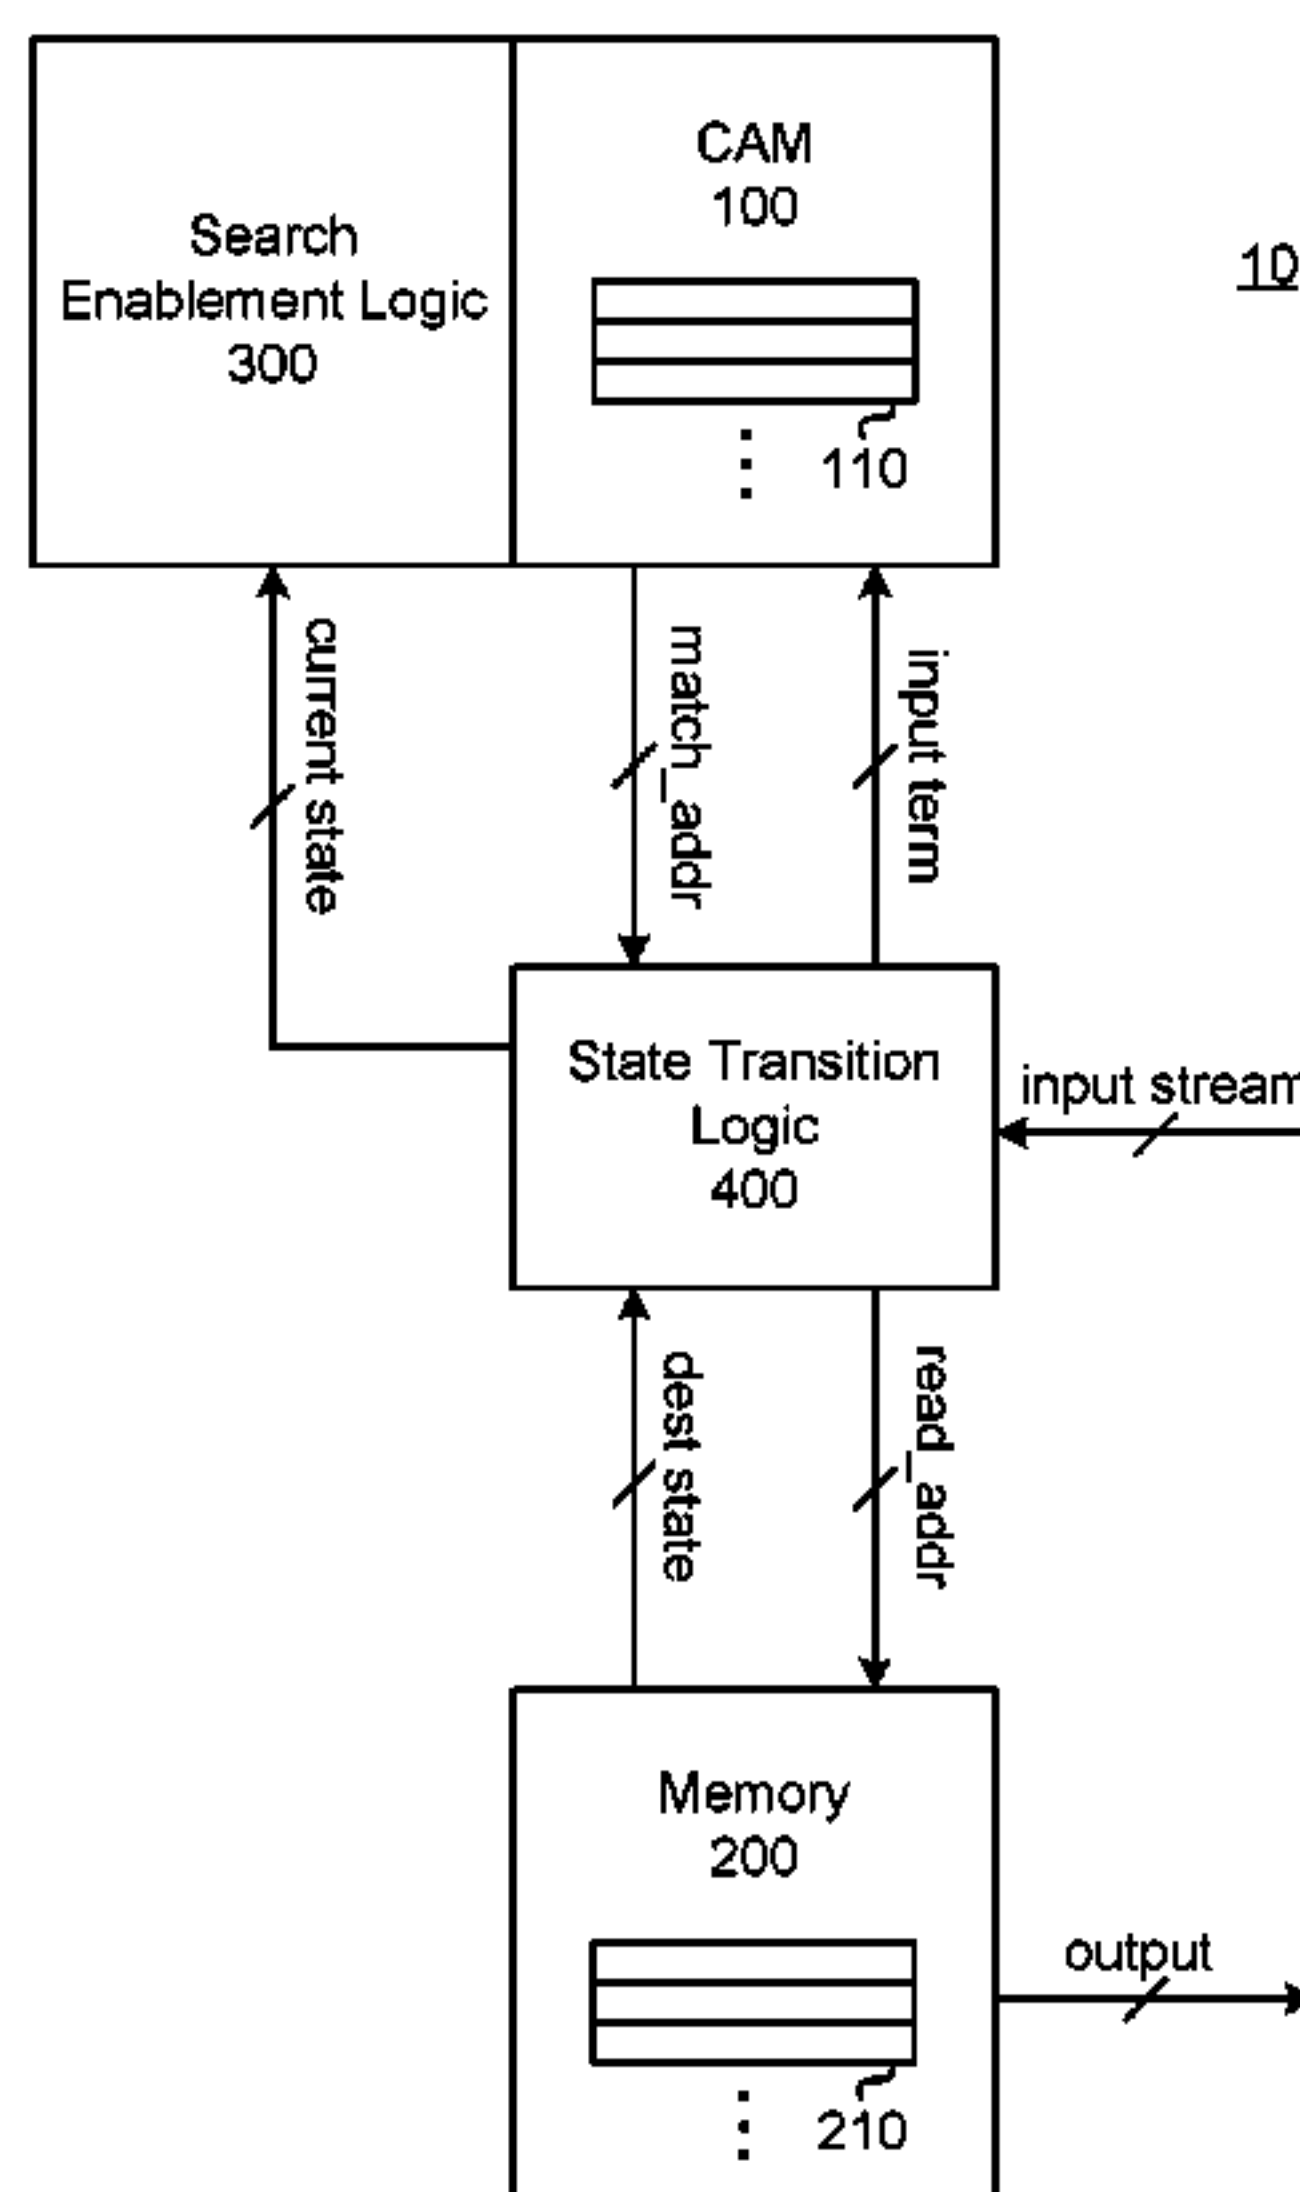 CAM
100
Search
Enablement Logic
300
10
110
current state
match_addr
input term
State Transition
Logic
400
input stream
dest state
read_addr
Memory
200
output
210